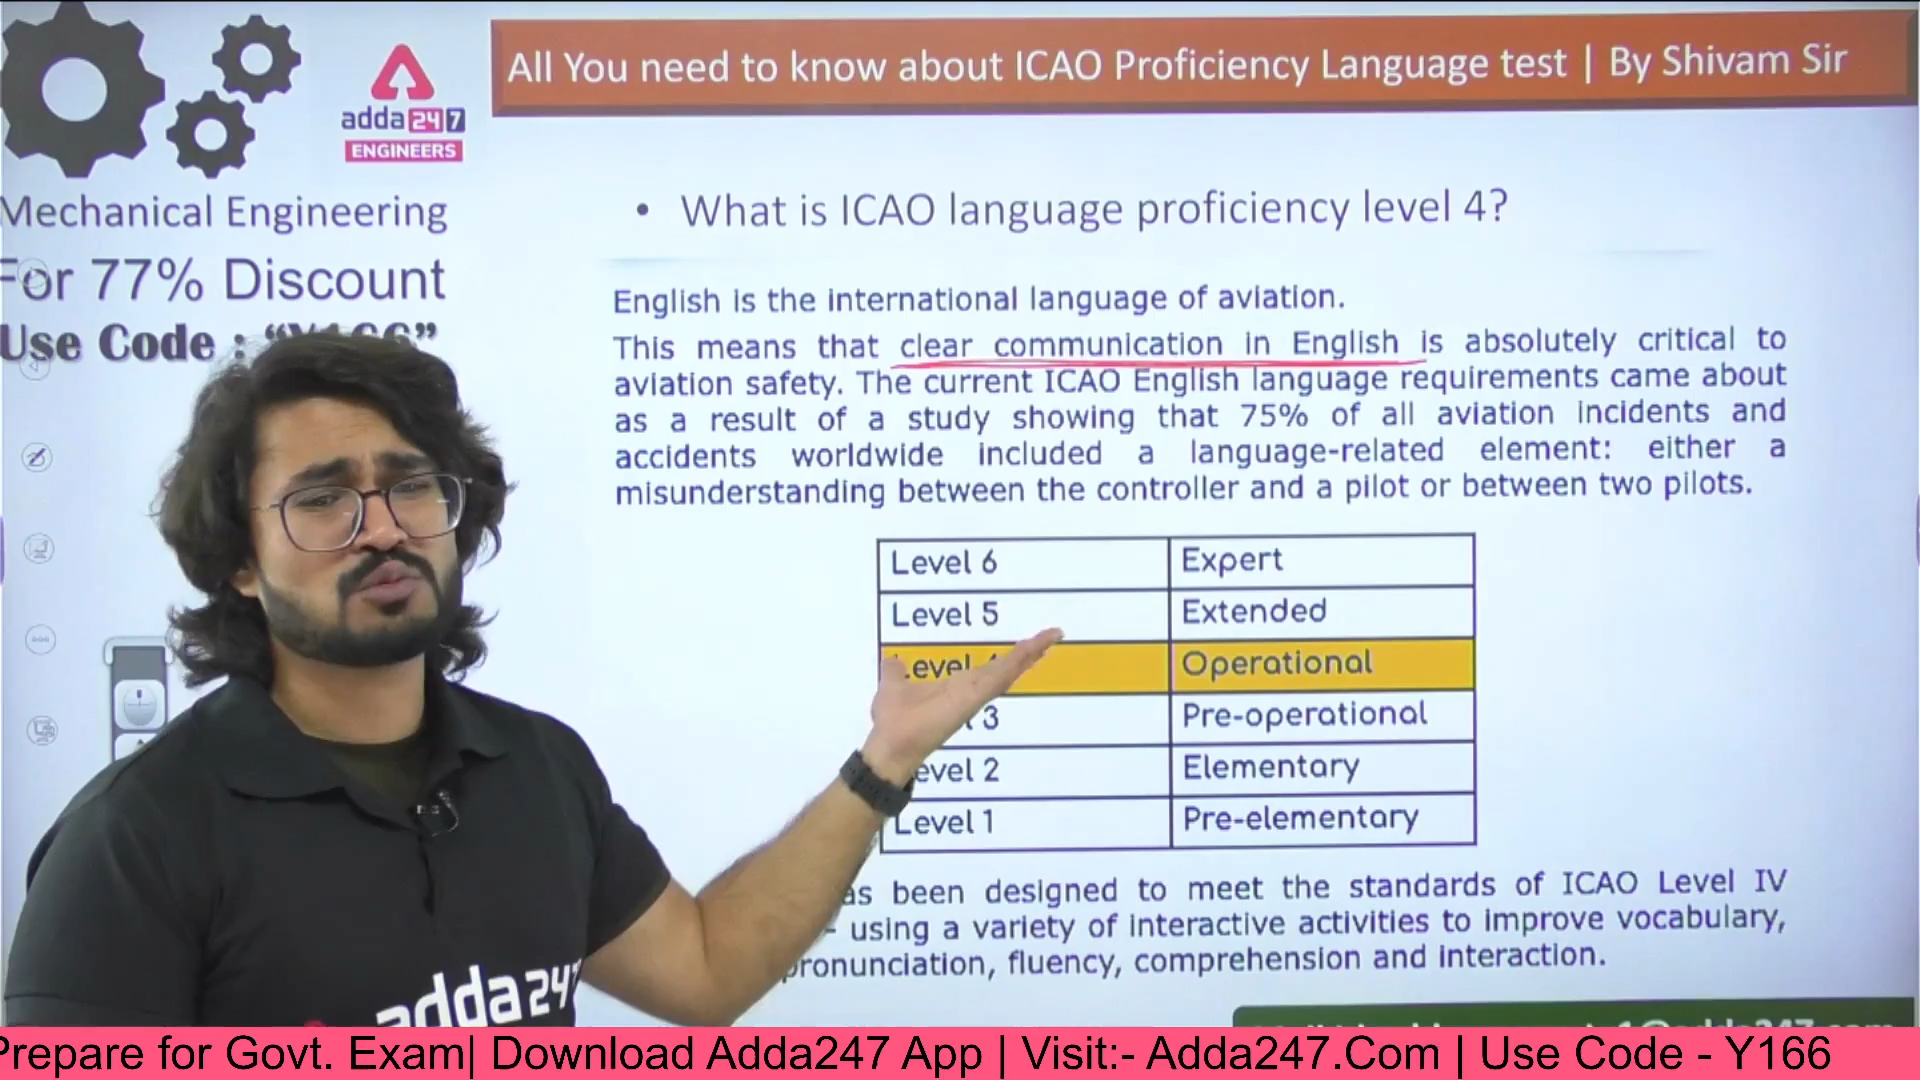 All You need to know about ICAO Proficiency Language test | By Shivam Sir
adda 247
ENGINEERS
Mechanical Engineering
For 77% Discount
Use Code : “Y166”
• What is ICAO language proficiency level 4?
English is the international language of aviation.
This means that clear communication in English is absolutely critical to
aviation safety. The current ICAO English language requirements came about
as a result of a study showing that 75% of all aviation incidents and
accidents worldwide included a language-related element: either a
misunderstanding between the controller and a pilot or between two pilots.
Level 6 Expert
Level 5 Extended
Level Operational
3 Pre-operational
Level 2 Elementary
Level 1 Pre-elementary
as been designed to meet the standards of ICAO Level IV
- using a variety of interactive activities to improve vocabulary,
pronunciation, fluency, comprehension and interaction.
adda 247
Prepare for Govt. Exam| Download Adda247 App | Visit:- Adda247.Com | Use Code - Y166